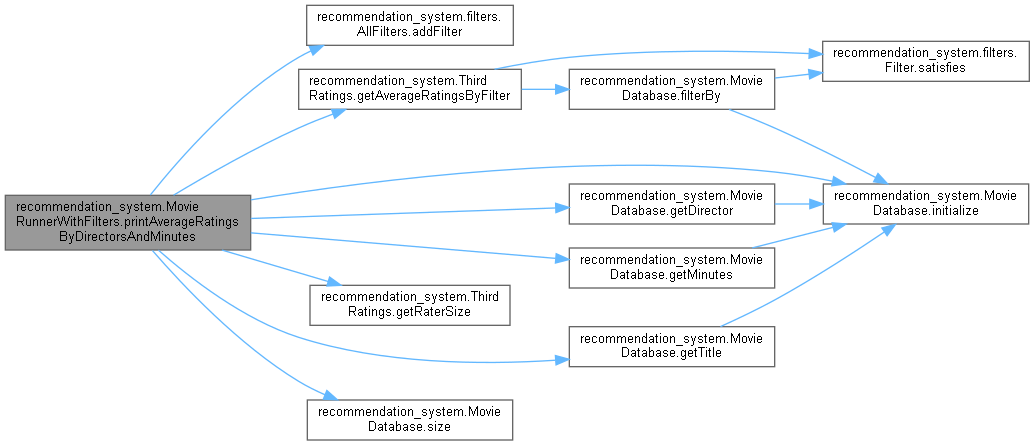 recommendation_system.filters.
AllFilters.addFilter
recommendation_system.Third
Ratings.getAverageRatingsByFilter
recommendation_system.Movie
Database.filterBy
recommendation_system.filters.
Filter.satisfies
recommendation_system.Movie
RunnerWithFilters.printAverageRatings
ByDirectorsAndMinutes
recommendation_system.Movie
Database.getDirector
recommendation_system.Movie
Database.initialize
recommendation_system.Movie
Database.getMinutes
recommendation_system.Third
Ratings.getRaterSize
recommendation_system.Movie
Database.getTitle
recommendation_system.Movie
Database.size